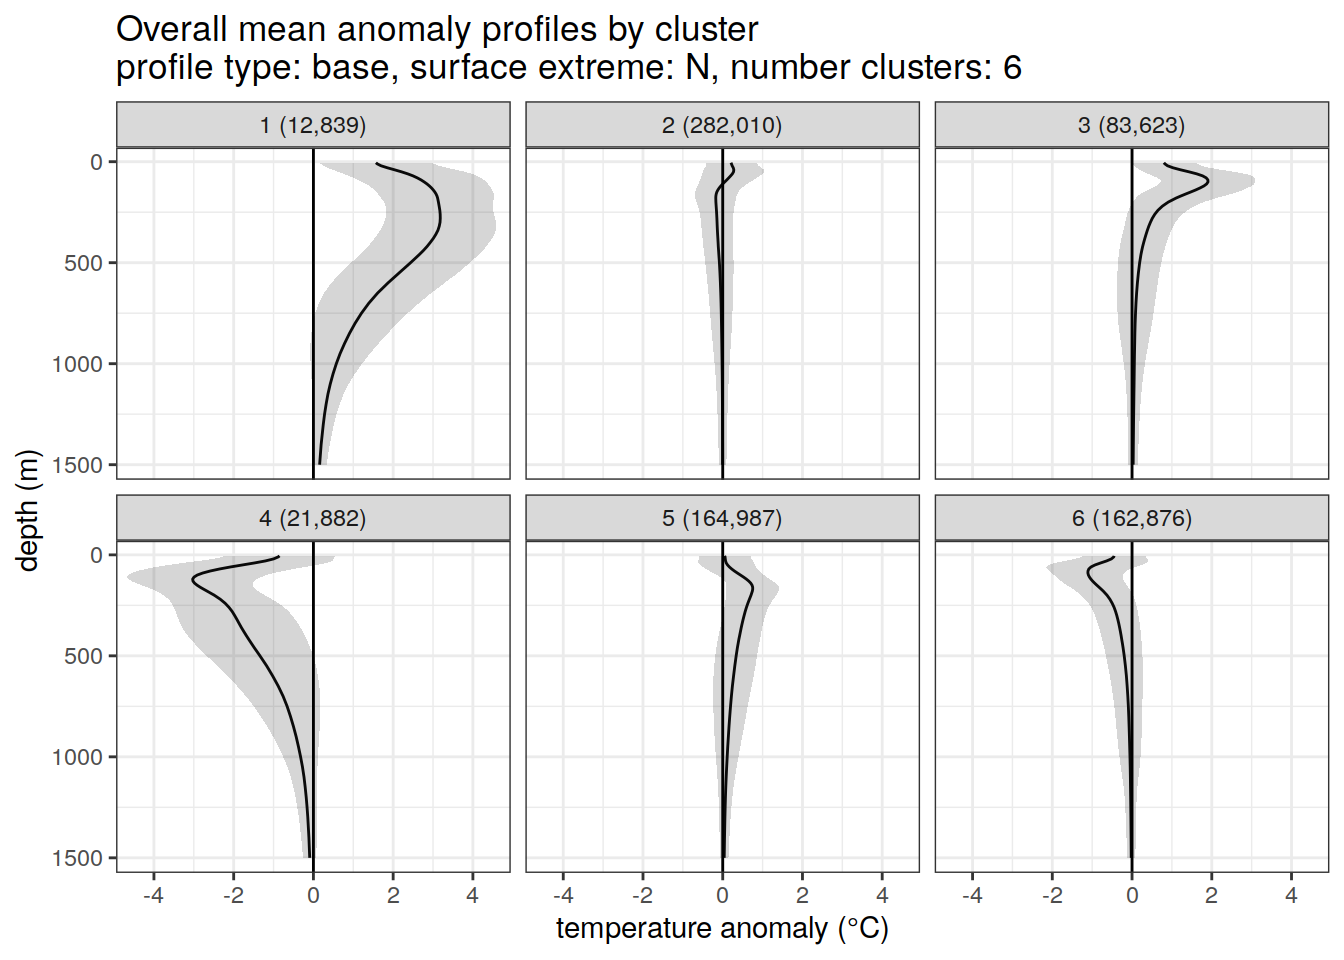 Overall mean anomaly profiles by cluster
profile type: base, surface extreme: N, number clusters: 6
1 (12,839)
2 (282,010)
3 (83,623)
0
500
1000
1500
4 (21,882)
5 (164,987)
6 (162,876)
0
500
1000
1500
-4 -2 0 2 4
-4 -2 0 2 4
-4 -2 0 2 4
depth (m)
temperature anomaly (°C)